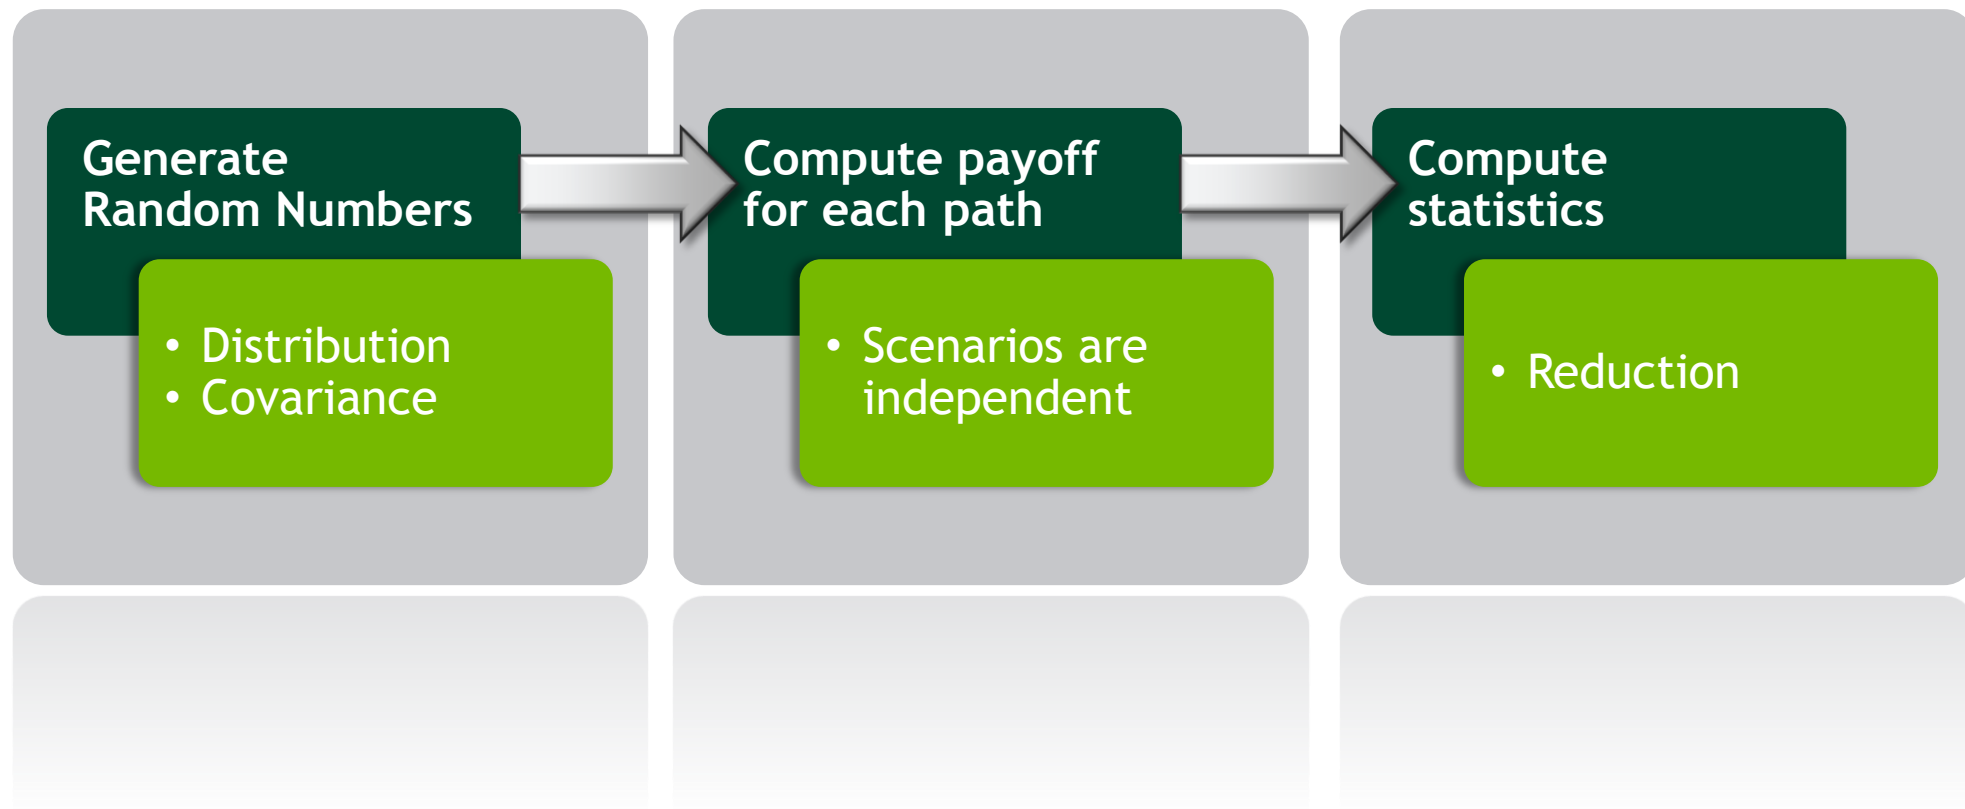 Generate
Random Numbers
• Distribution
• Covariance
Compute payoff
for each path
• Scenarios are
independent
Compute
statistics
• Reduction